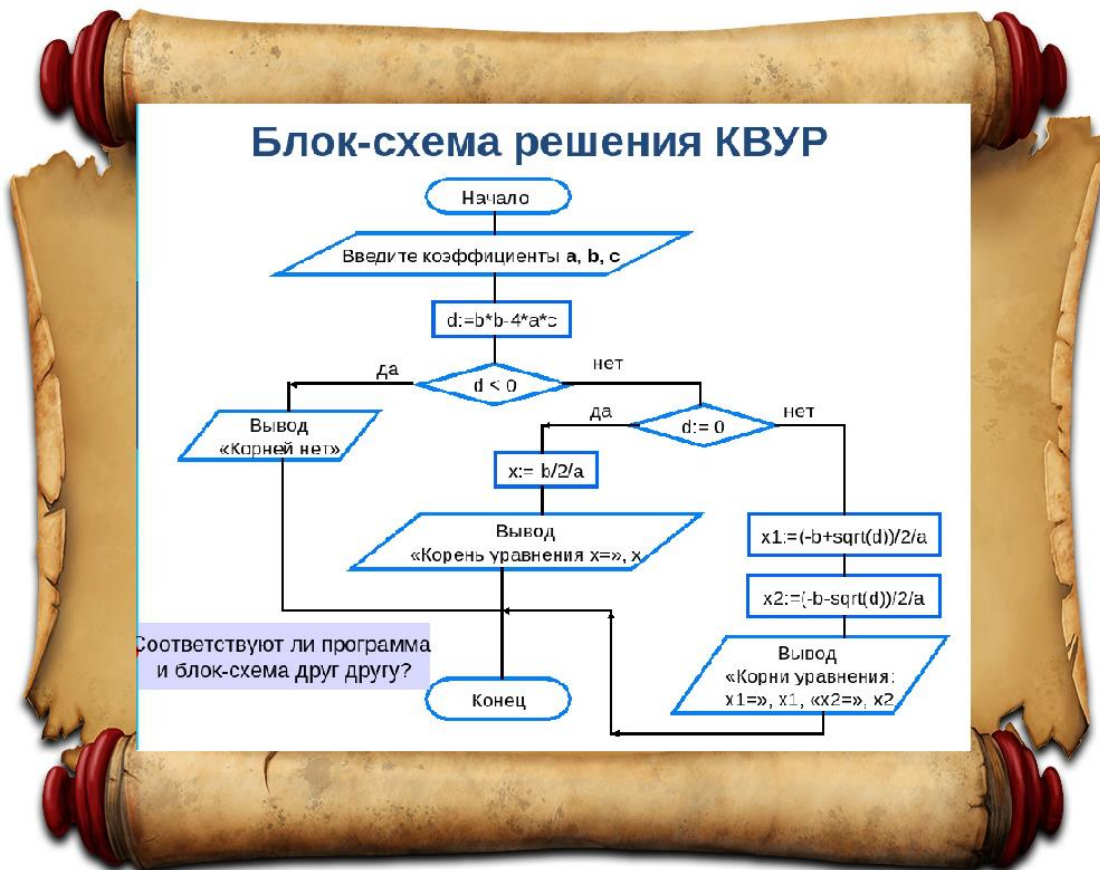 Блок-схема решения КВУР
Начало
Введите коэффициенты a, b, c
d:=b*b-4*a*c
да
d < 0
нет
Вывод
«Корней нет»
да
d:= 0
нет
x:= b/2/a
Вывод
«Корень уравнения x=», x
x1:=(-b+sqrt(d))/2/a
x2:=(-b-sqrt(d))/2/a
Вывод
«Корни уравнения:
x1=», x1, «x2=», x2
Соответствуют ли программа
и блок-схема друг другу?
Конец